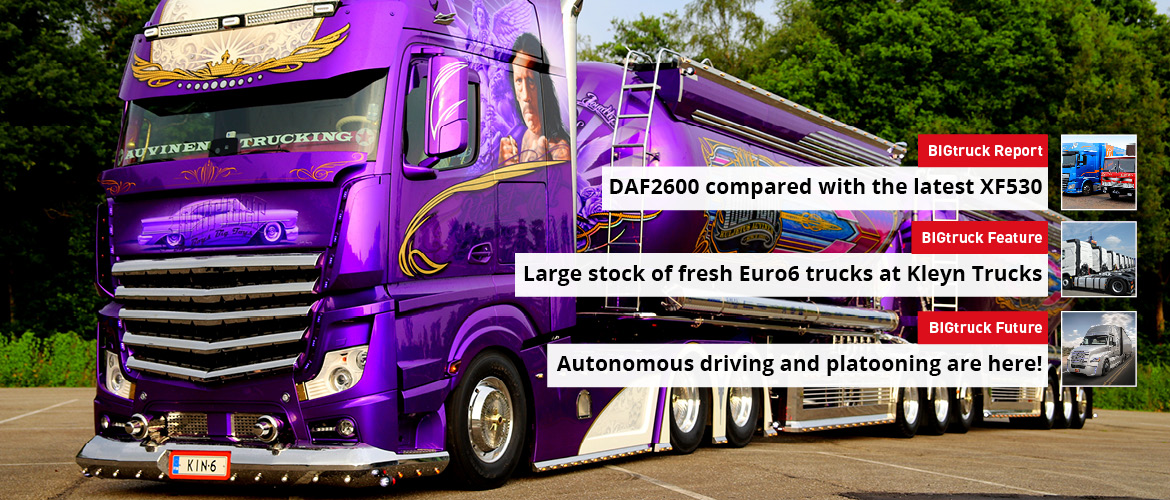 AUVINEN TRUCKING
BIGtruck Report
DAF2600 compared with the latest XF530
BIGtruck Feature
Large stock of fresh Euro6 trucks at Kleyn Trucks
BIGtruck Future
Autonomous driving and platooning are here!
KIN-6